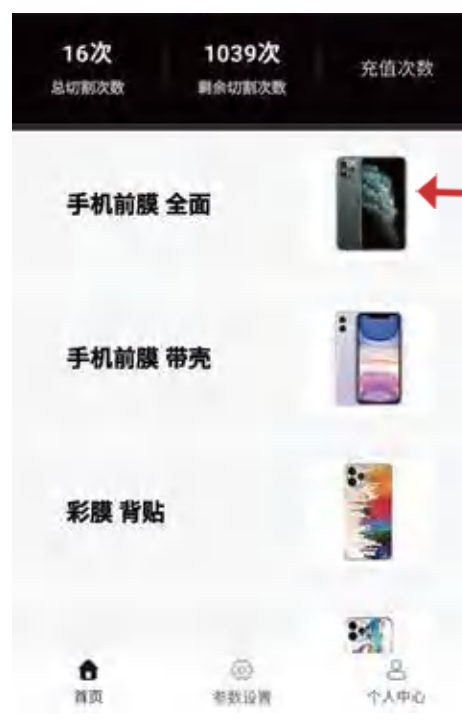 16次
1039次
充值次数
总切割次数
剩余切割次数
手机前膜 全面
手机前膜 带壳
彩膜 背贴
首页
参数设置
个人中心